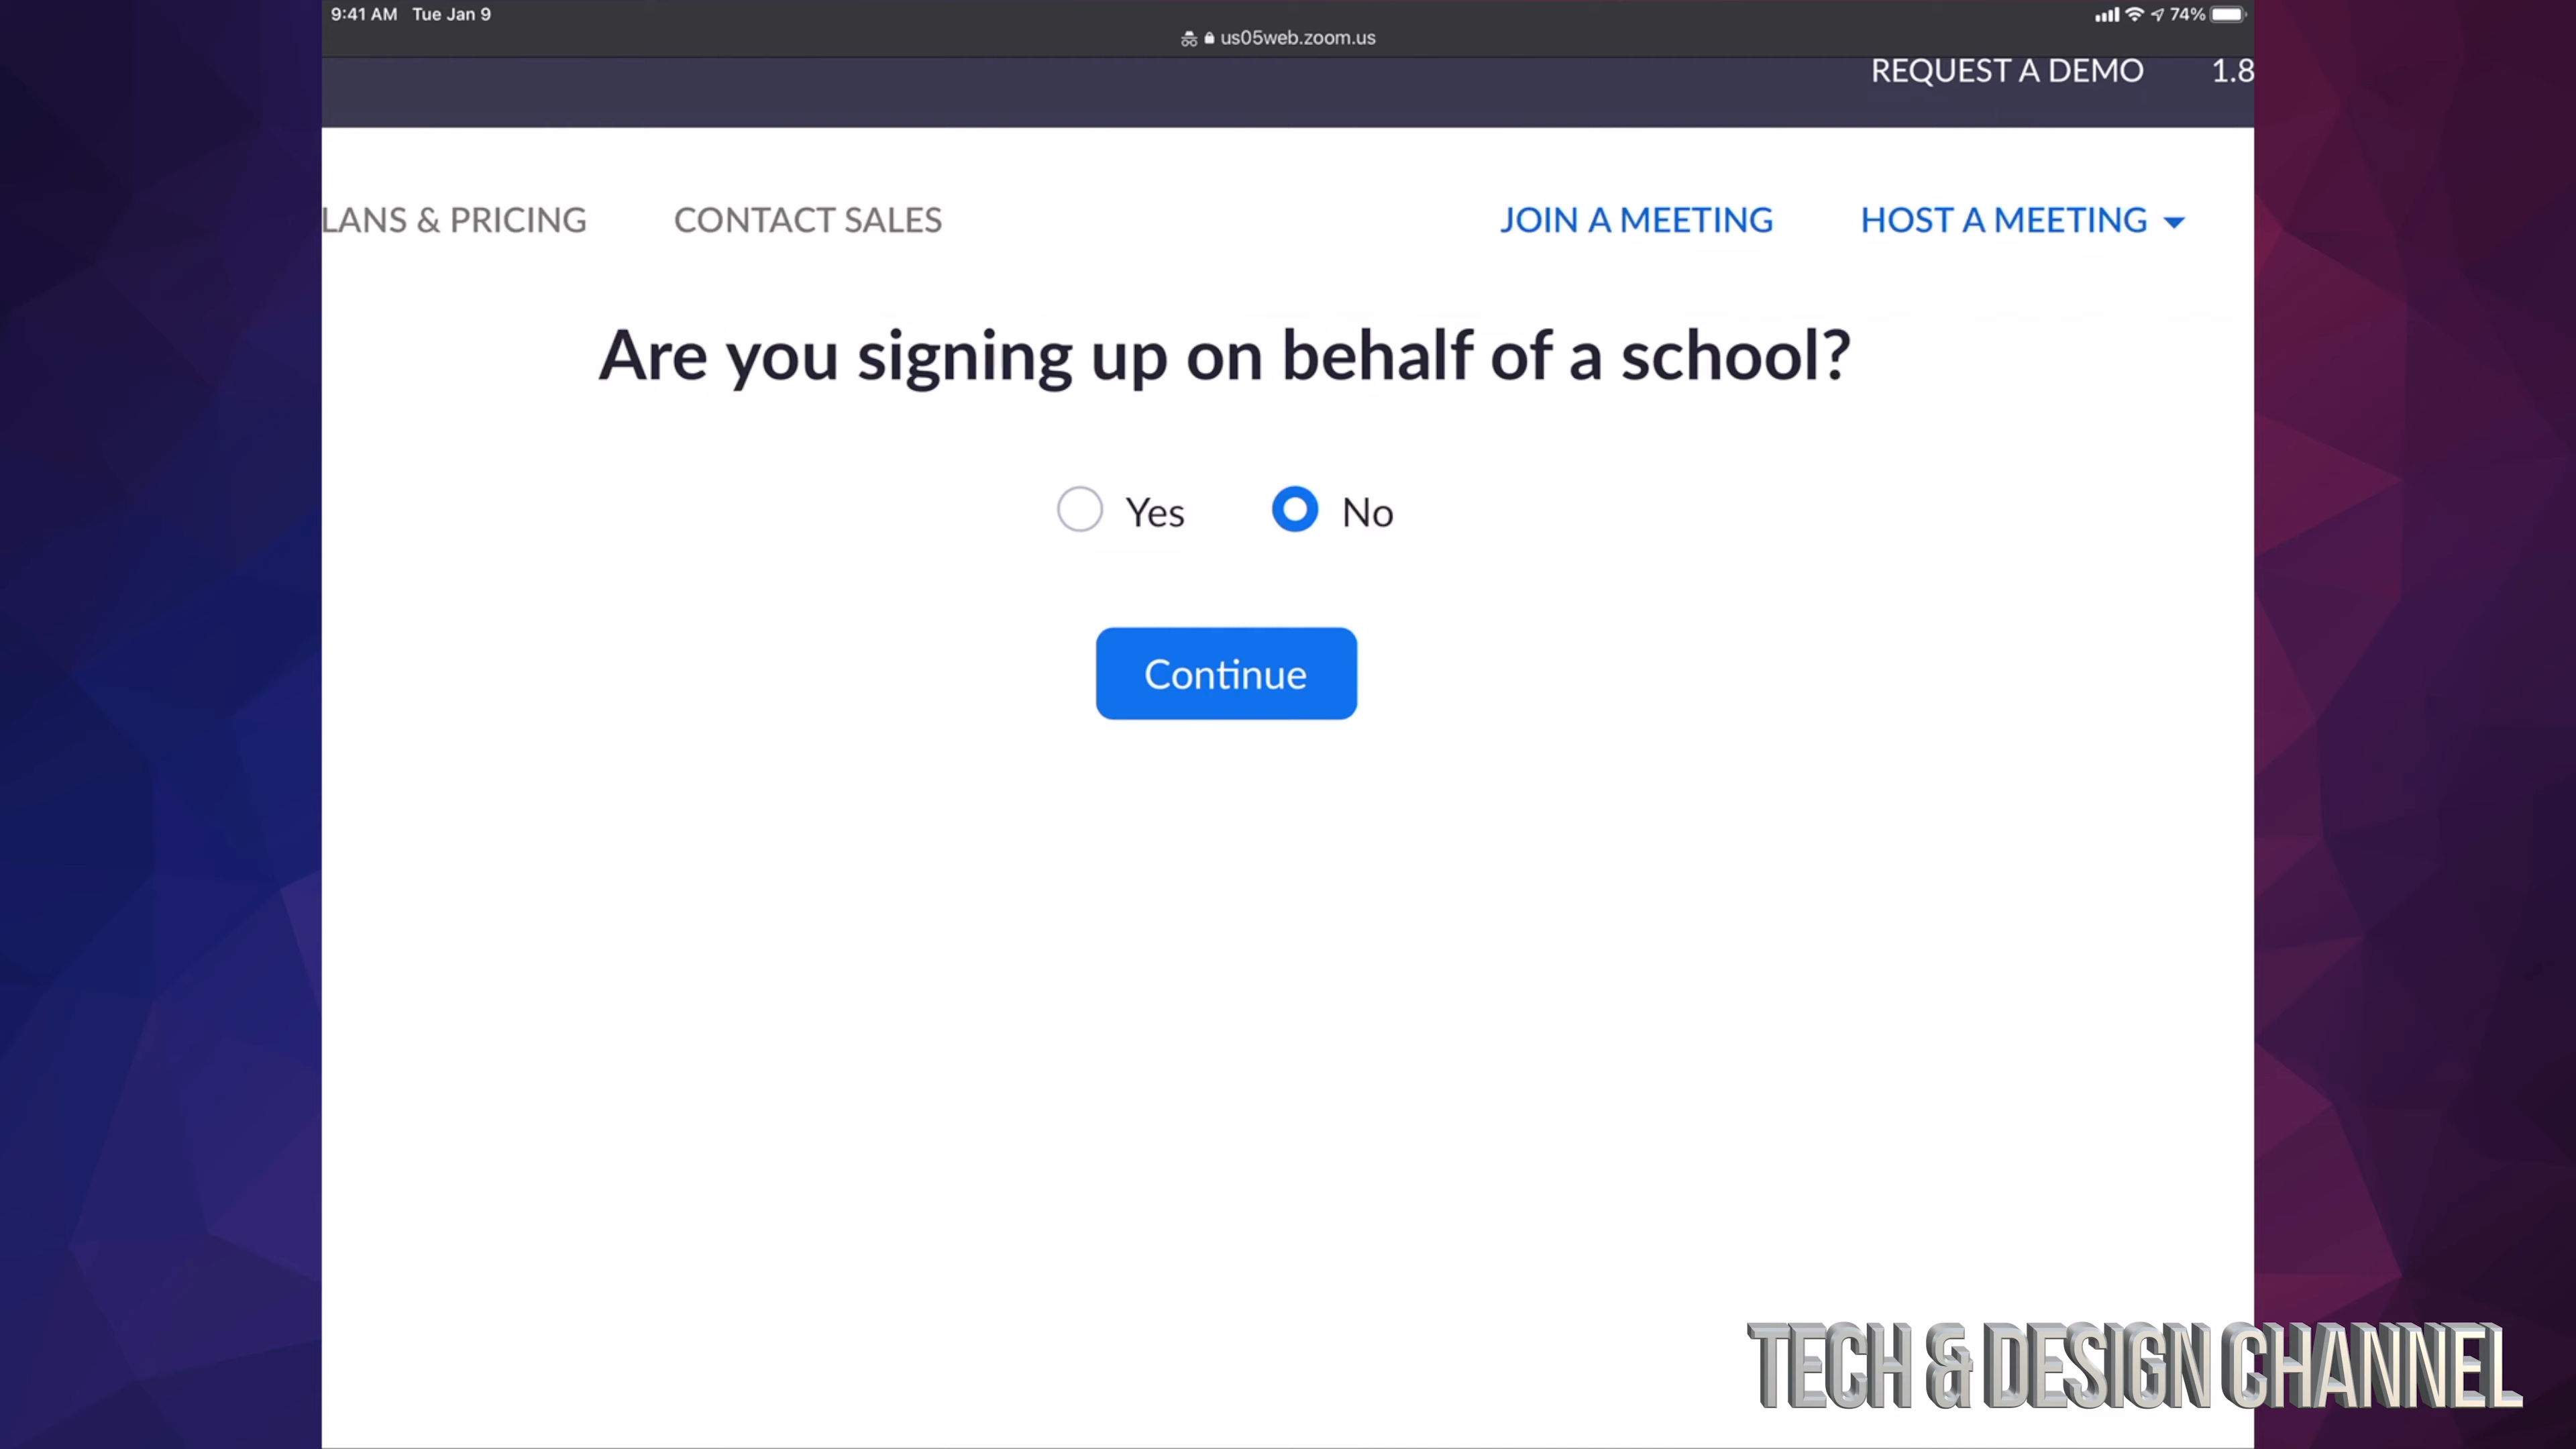 9:41 AM Tue Jan 9
74%
us05web.zoom.us
REQUEST A DEMO 1.8
LANS & PRICING CONTACT SALES JOIN A MEETING HOST A MEETING
Are you signing up on behalf of a school?
Yes No
Continue
TECH & DESIGN CHANNEL